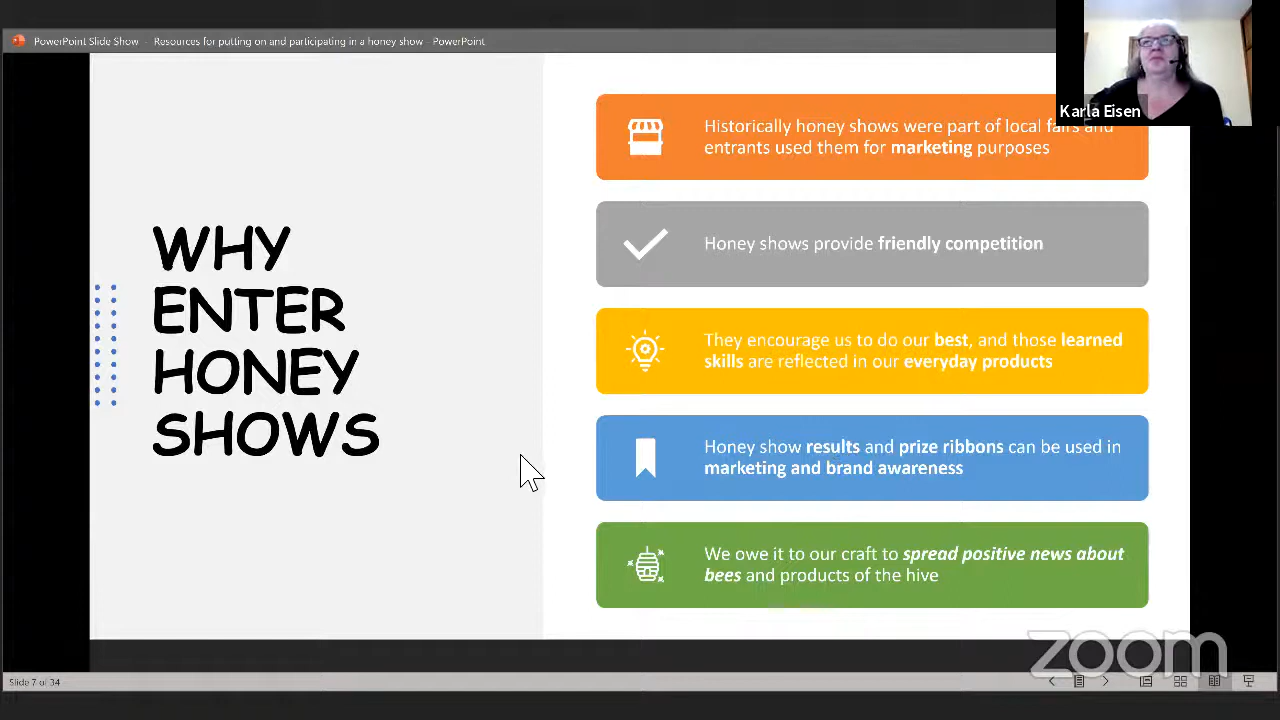 PowerPoint Slide Show - Resources for putting on and participating in a honey show - PowerPoint
Karla Eisen
WHY
ENTER
HONEY
SHOWS
Historically honey shows were part of local fairs and
entrants used them for marketing purposes
Honey shows provide friendly competition
They encourage us to do our best, and those learned
skills are reflected in our everyday products
Honey show results and prize ribbons can be used in
marketing and brand awareness
We owe it to our craft to spread positive news about
bees and products of the hive
zoom
Slide 7 of 34